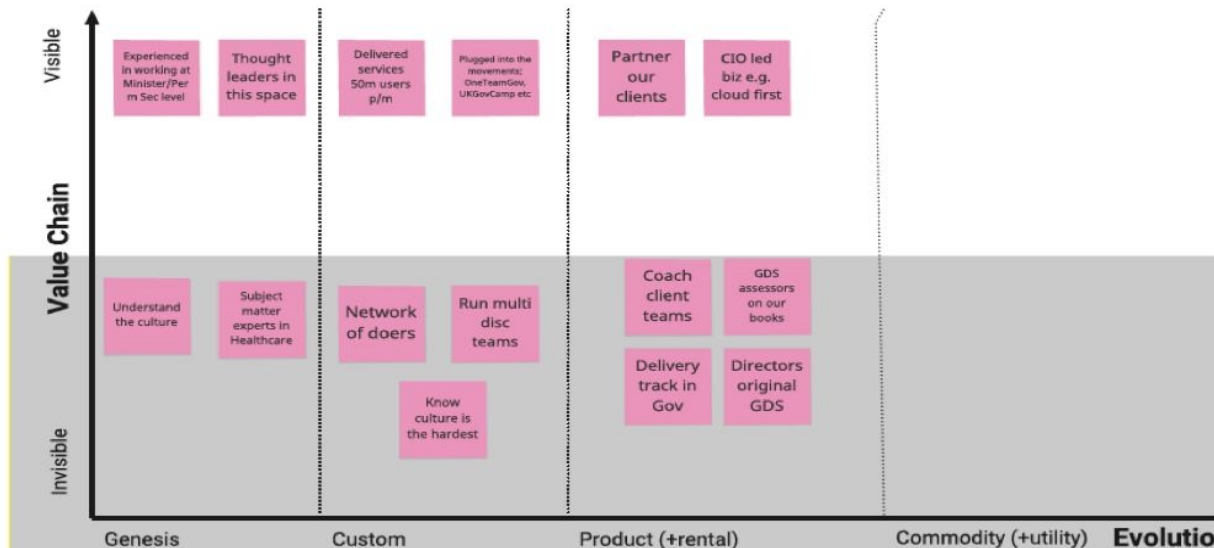 Visible
Value Chain
Invisible
Experienced
in working at
Minister/Per
m Sec level
Thought
leaders in
this space
Delivered
services
50m users
p/m
Plugged into the
movements;
OneTeamGov,
UKGovCamp etc
Partner
our
clients
CIO led
biz e.g.
cloud first
Understand
the culture
Subject
matter
experts in
Healthcare
Network
of doers
Run multi
disc
teams
Know
culture is
the hardest
Coach
client
teams
GDS
assessors
on our
books
Delivery
track in
Gov
Directors
original
GDS
Genesis
Custom
Product (+rental)
Commodity (+utility)
Evolutio